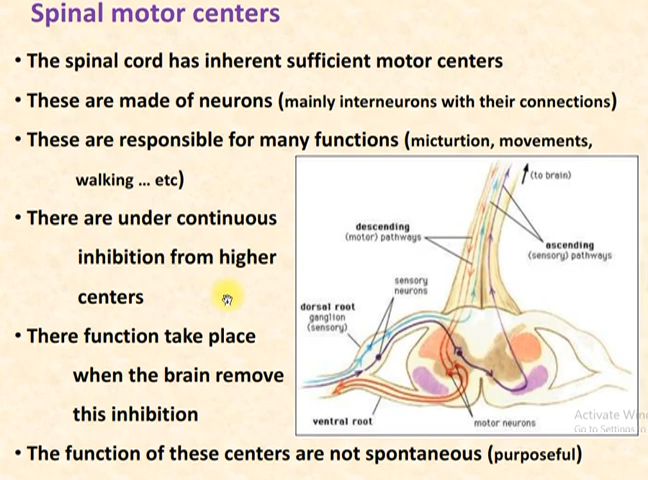 Spinal motor centers
• The spinal cord has inherent sufficient motor centers
• These are made of neurons (mainly interneurons with their connections)
• These are responsible for many functions (micturtion, movements,
walking ... etc)
• There are under continuous
inhibition from higher
centers
• There function take place
when the brain remove
this inhibition
• The function of these centers are not spontaneous (purposeful)
(to brain)
descending
(motor) pathways
ascending
(sensory) pathways
sensory
neurons
dorsal root
ganglion
(sensory)
ventral root
motor neurons
Activate
Go to Settings